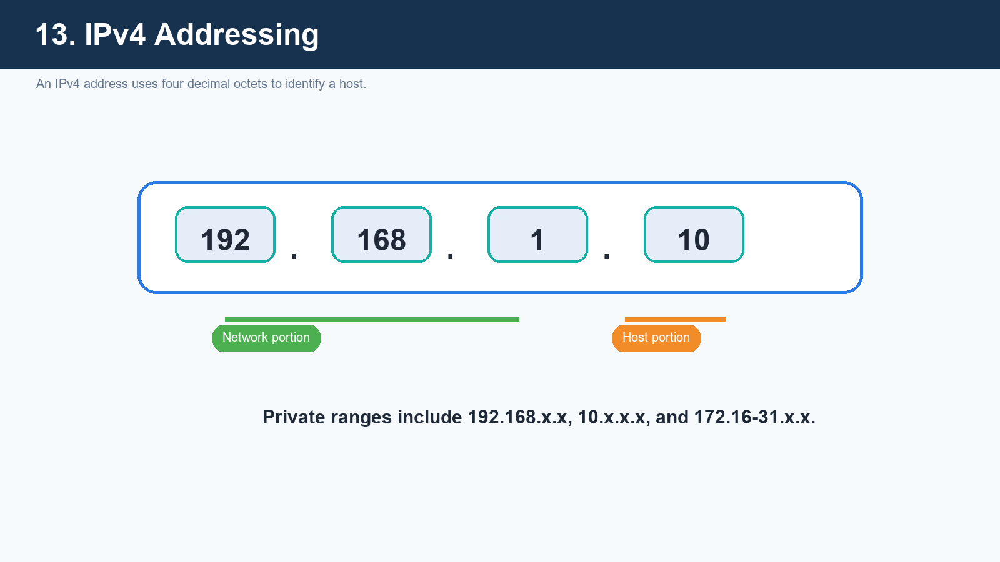 13. IPv4 Addressing
An IPv4 address uses four decimal octets to identify a host.
192 . 168 . 1 . 10
Network portion
Host portion
Private ranges include 192.168.x.x, 10.x.x.x, and 172.16-31.x.x.